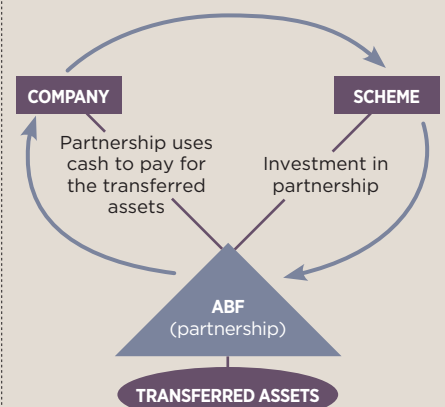 COMPANY
SCHEME
Partnership uses
cash to pay for
the transferred
assets
Investment in
partnership
ABF
(partnership)
TRANSFERRED ASSETS